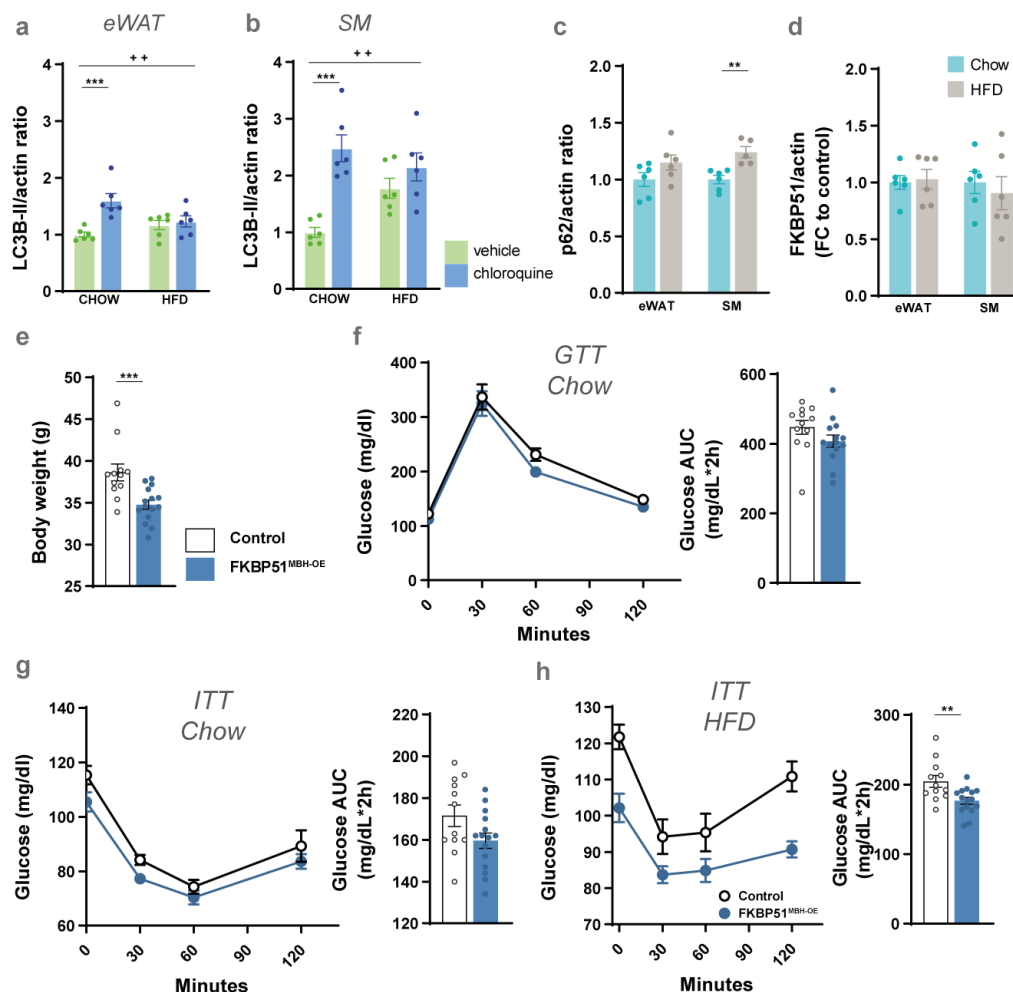 a
eWAT
LC3B-II/actin ratio
4
3
2
1
0
++
***
CHOW
HFD
b
SM
LC3B-II/actin ratio
4
3
2
1
0
++
***
CHOW
HFD
vehicle
chloroquine
c
p62/actin ratio
2.0
1.5
1.0
0.5
0.0
**
eWAT
SM
d
FKBP51/actin
(FC to control)
2.0
1.5
1.0
0.5
0.0
Chow
HFD
eWAT
SM
e
Body weight (g)
50
45
40
35
30
25
***
Control
FKBP51MBH-OE
f
GTT
Chow
Glucose (mg/dl)
400
300
200
100
0
0
30
60
90
120
Minutes
Glucose AUC
(mg/dL*2h)
600
400
200
0
g
ITT
Chow
Glucose (mg/dl)
140
120
100
80
60
0
30
60
90
120
Minutes
Glucose AUC
(mg/dL*2h)
220
200
180
160
140
120
h
ITT
HFD
Glucose (mg/dl)
130
120
110
100
90
80
70
0
30
60
90
120
Minutes
Control
FKBP51MBH-OE
Glucose AUC
(mg/dL*2h)
300
200
100
0
**